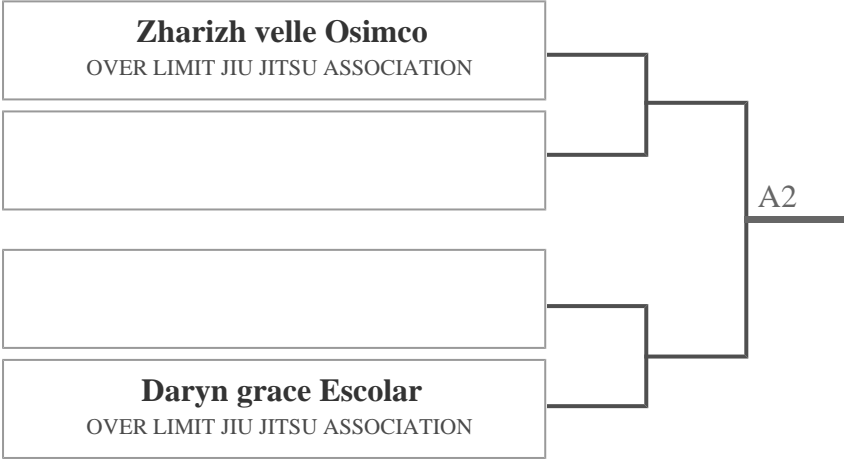 Zharizh velle Osimco
OVER LIMIT JIU JITSU ASSOCIATION
A2
Daryn grace Escolar
OVER LIMIT JIU JITSU ASSOCIATION